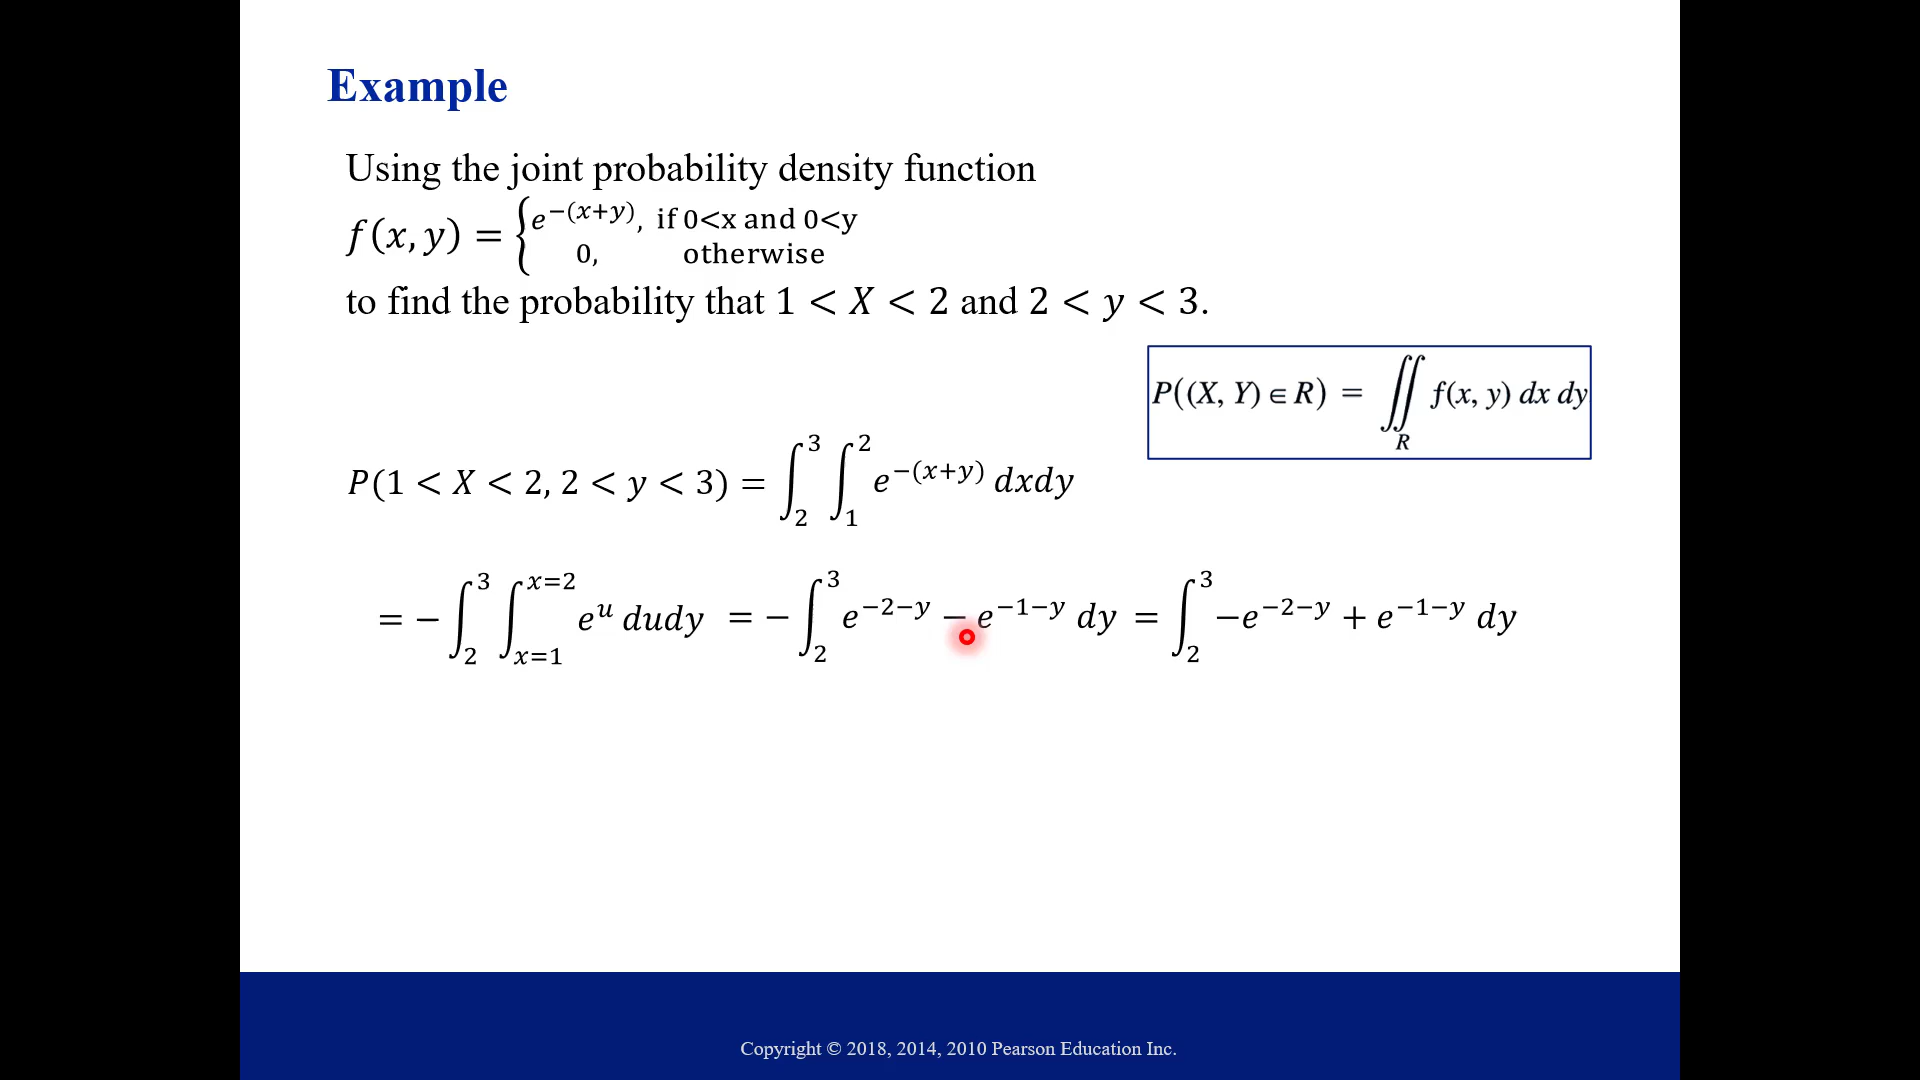 Example
Using the joint probability density function
f(x, y) = { e^{−(x+y)}, if 0<x and 0<y
0, otherwise
to find the probability that 1 < X < 2 and 2 < y < 3.
P((X, Y) ∈ R) = ∬_R f(x, y) dx dy
P(1 < X < 2, 2 < y < 3) = ∫_2^3 ∫_1^2 e^{−(x+y)} dxdy
= − ∫_2^3 ∫_{x=1}^{x=2} e^u dudy = − ∫_2^3 e^{−2−y} − e^{−1−y} dy = ∫_2^3 −e^{−2−y} + e^{−1−y} dy
Copyright © 2018, 2014, 2010 Pearson Education Inc.